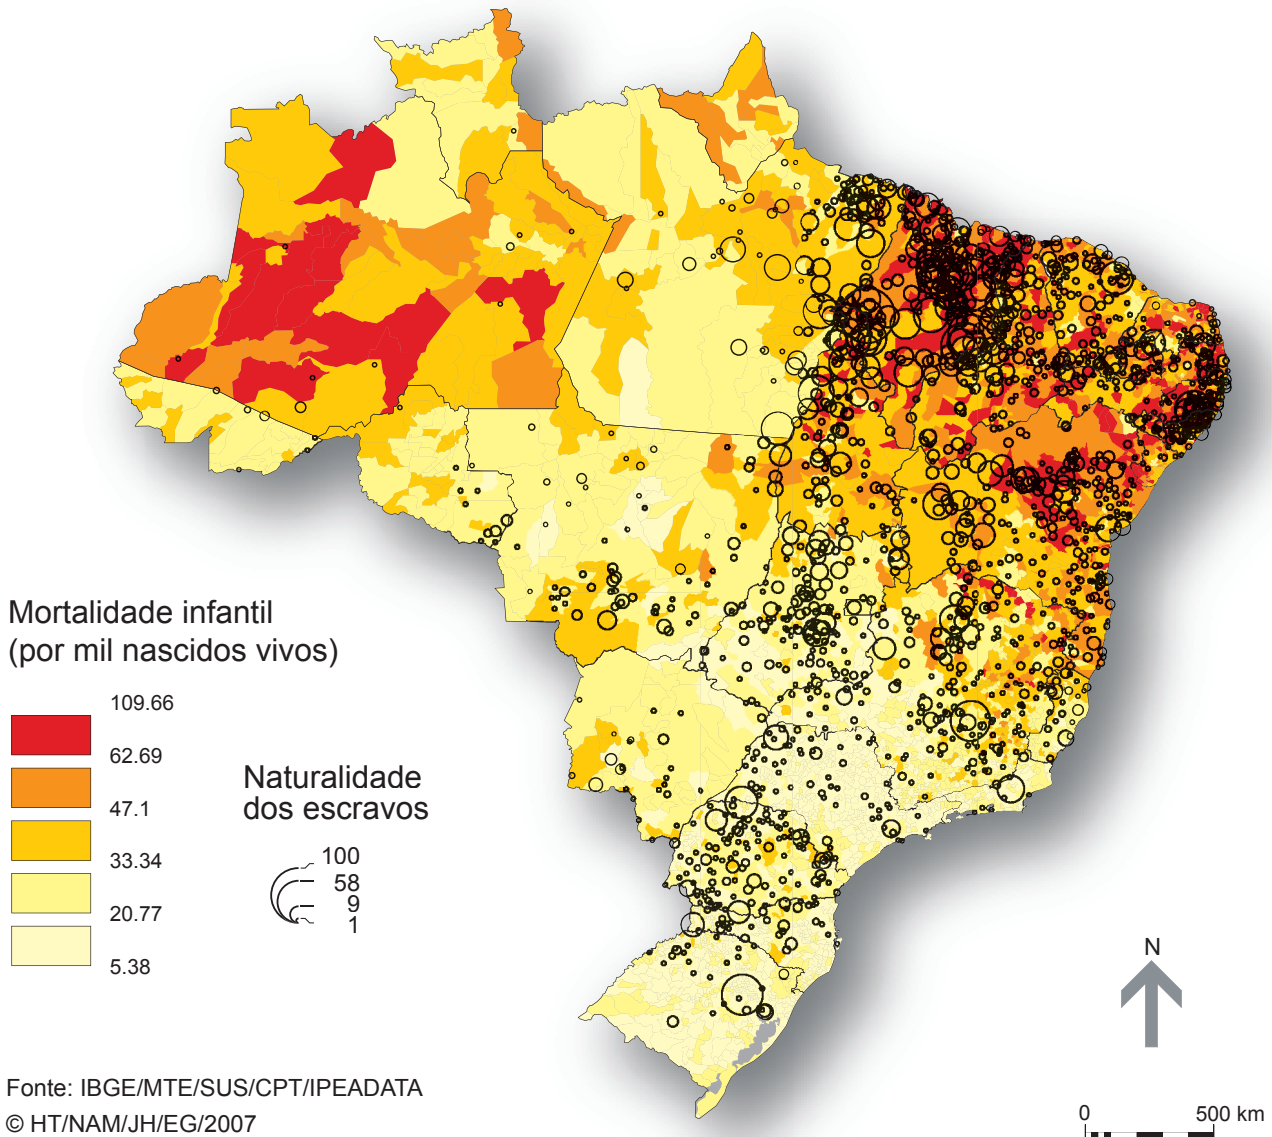 Mortalidade infantil
(por mil nascidos vivos)
109.66
62.69
47.1
33.34
20.77
5.38
Naturalidade
dos escravos
100
58
9
1
N
Fonte: IBGE/MTE/SUS/CPT/IPEADATA
© HT/NAM/JH/EG/2007
0 500 km